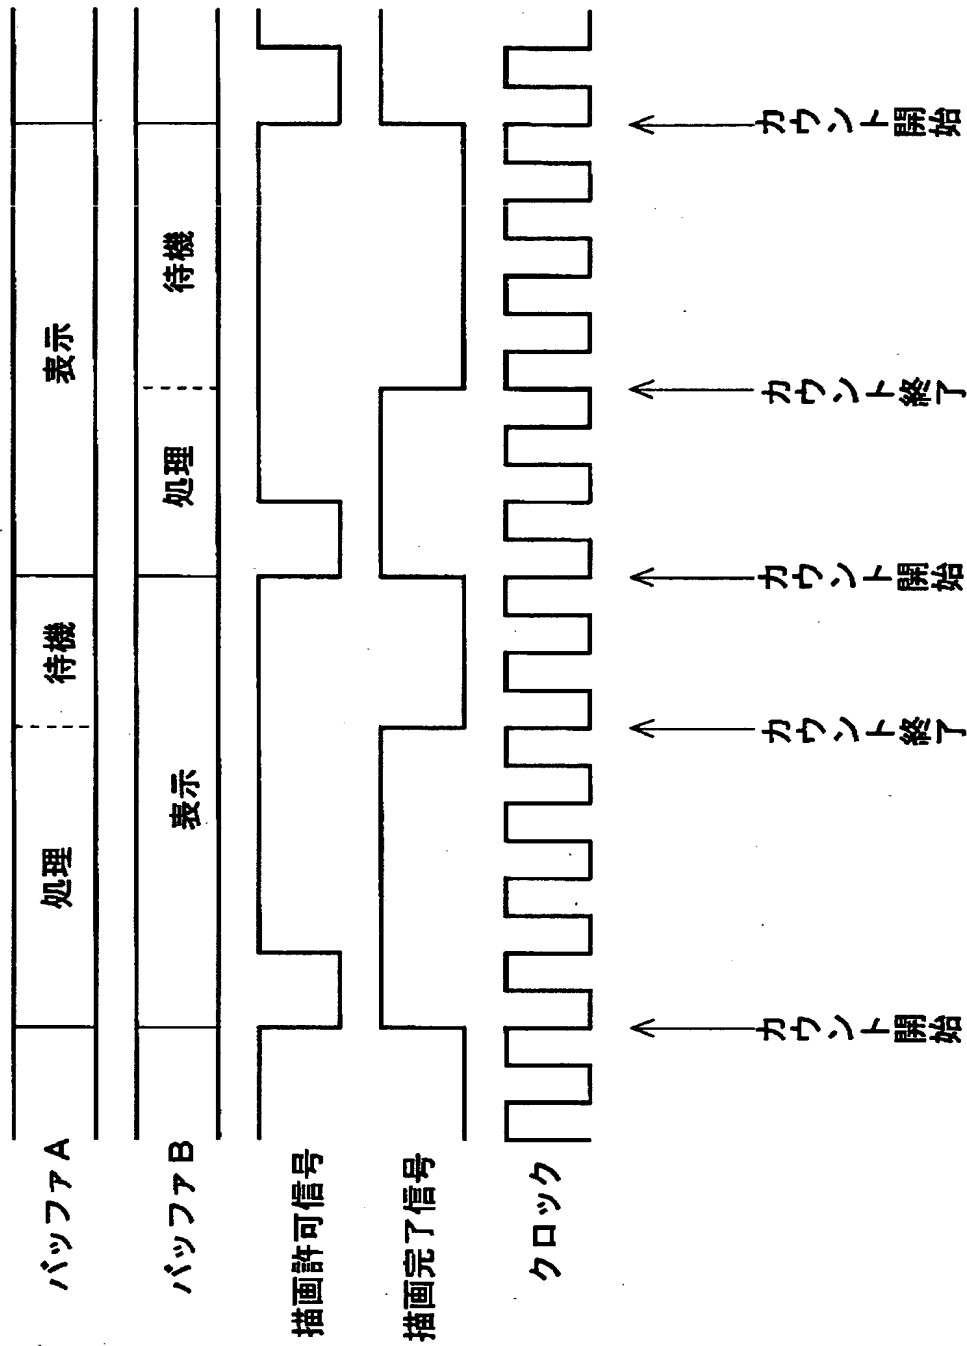 バッファA
処理
待機
表示
バッファB
表示
処理
待機
描画許可信号
描画完了信号
クロック
カウント開始
カウント終了
カウント開始
カウント終了
カウント開始